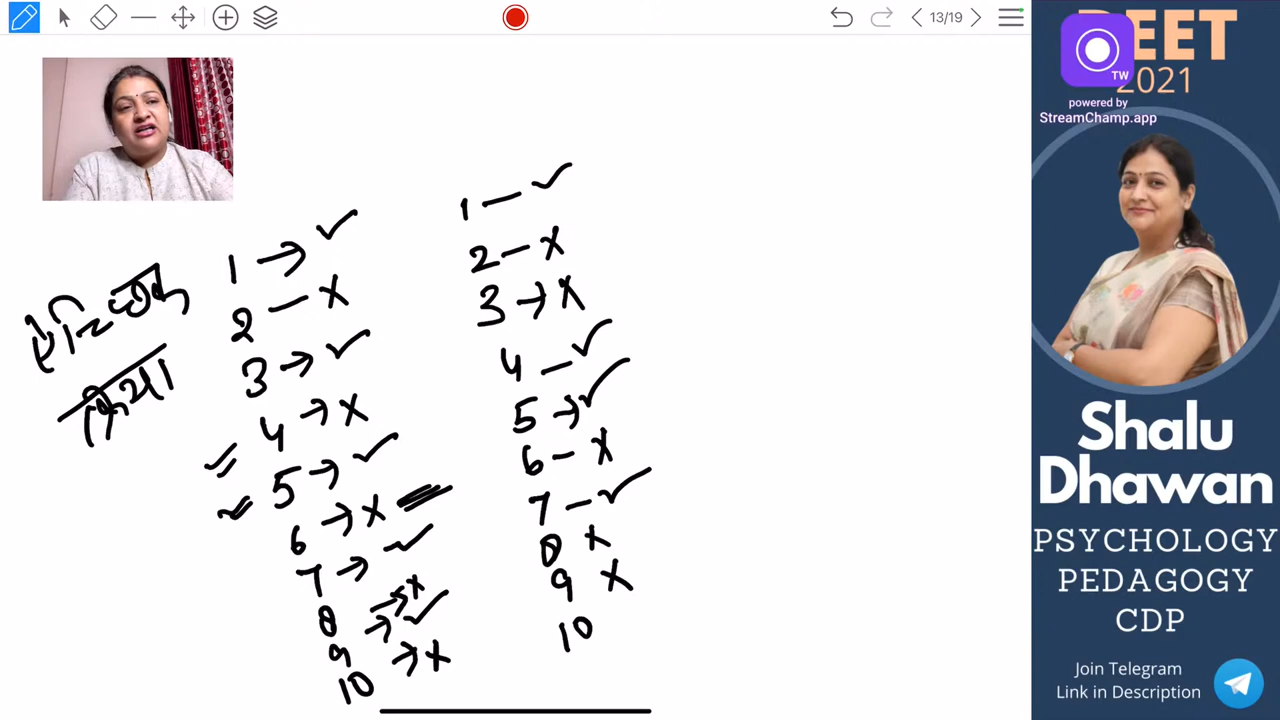 13/19
REET
2021
TW
powered by
StreamChamp.app
ऐच्छिक
क्रिया
1 → ✓
2 — X
3 → ✓
4 → X
5 → ✓
6 → X
7 → ✓
8 → X
9 → ✓
10 → X
1 — ✓
2 — X
3 → X
4 — ✓
5 → ✓
6 — X
7 — ✓
8 X
9 X
10
Shalu
Dhawan
PSYCHOLOGY
PEDAGOGY
CDP
Join Telegram
Link in Description